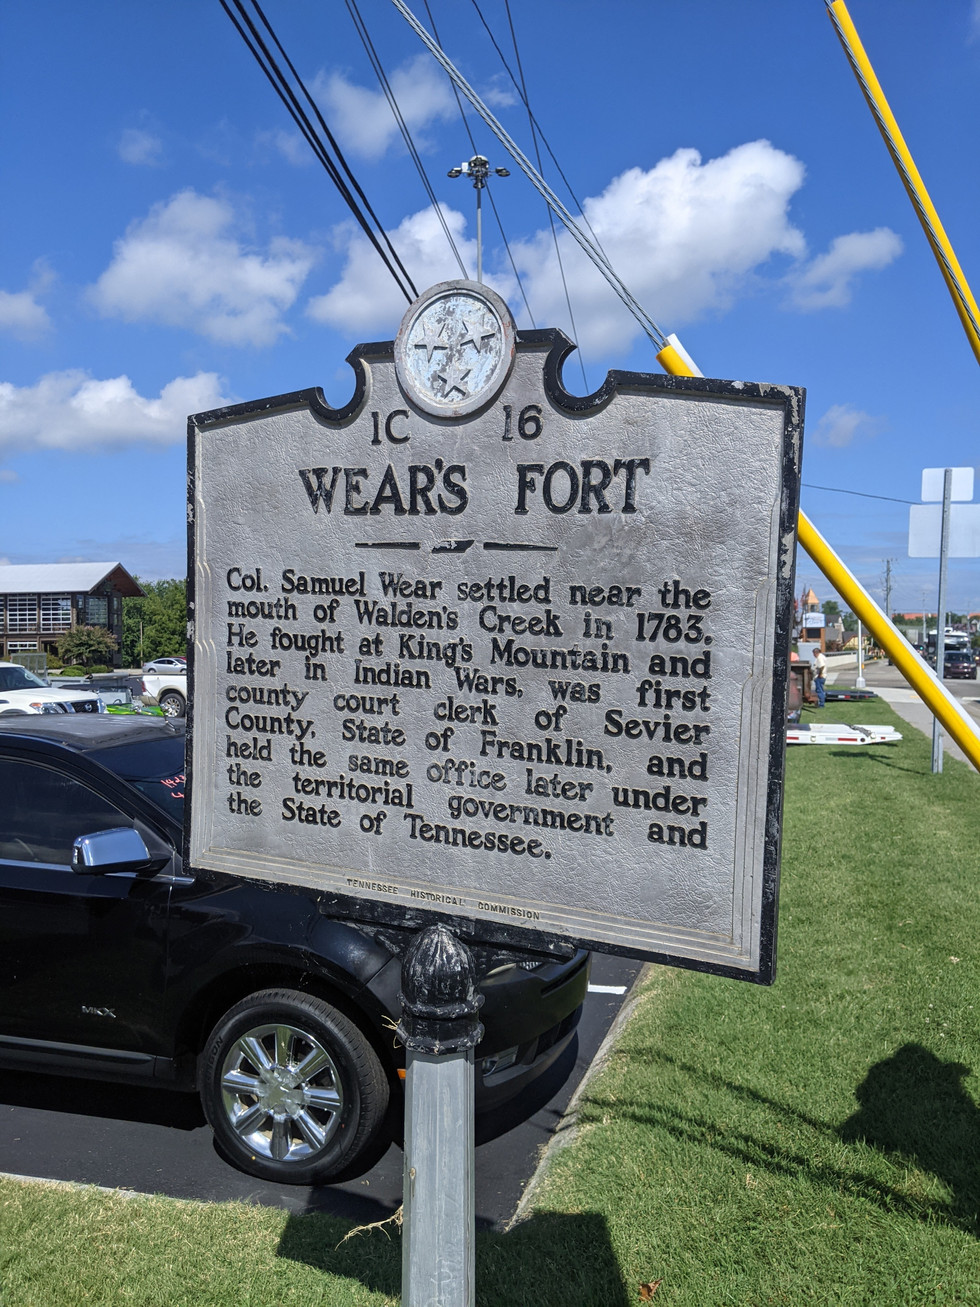 1C 16
WEAR'S FORT
Col. Samuel Wear settled near the
mouth of Walden's Creek in 1783.
He fought at King's Mountain and
later in Indian Wars, was first
county court clerk of Sevier
County, State of Franklin, and
held the same office later under
the territorial government and
the State of Tennessee.
TENNESSEE HISTORICAL COMMISSION
MKX